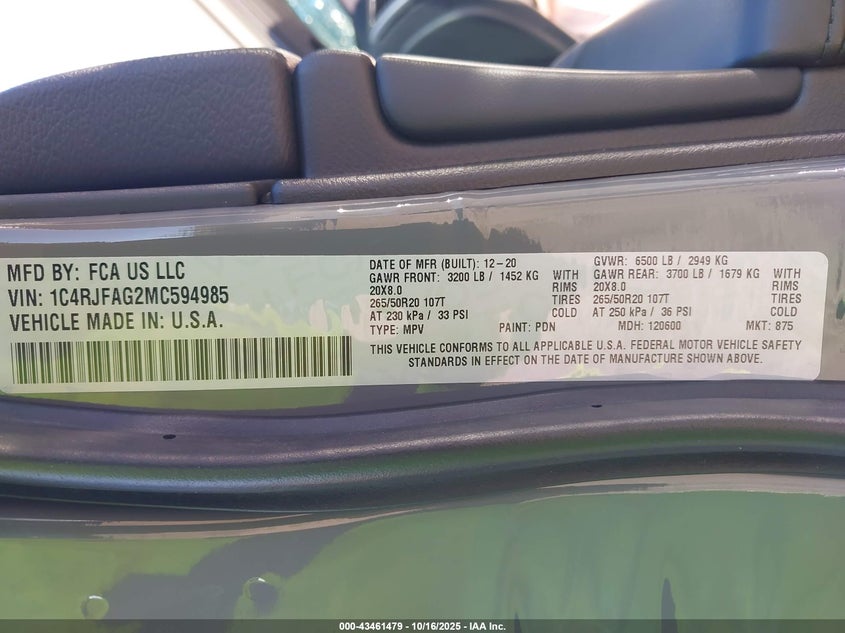 MFD BY: FCA US LLC
VIN: 1C4RJFAG2MC594985
VEHICLE MADE IN: U.S.A.
DATE OF MFR (BUILT): 12-20
GAWR FRONT: 3200 LB / 1452 KG WITH
20X8.0 RIMS
265/50R20 107T TIRES
AT 230 kPa / 33 PSI COLD
TYPE: MPV PAINT: PDN
GVWR: 6500 LB / 2949 KG
GAWR REAR: 3700 LB / 1679 KG WITH
20X8.0 RIMS
265/50R20 107T TIRES
AT 250 kPa / 36 PSI COLD
MDH: 120600 MKT: 875
THIS VEHICLE CONFORMS TO ALL APPLICABLE U.S.A. FEDERAL MOTOR VEHICLE SAFETY
STANDARDS IN EFFECT ON THE DATE OF MANUFACTURE SHOWN ABOVE.
000-43461479 - 10/16/2025 - IAA Inc.